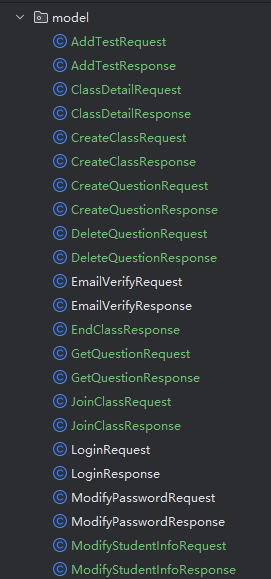 model
AddTestRequest
AddTestResponse
ClassDetailRequest
ClassDetailResponse
CreateClassRequest
CreateClassResponse
CreateQuestionRequest
CreateQuestionResponse
DeleteQuestionRequest
DeleteQuestionResponse
EmailVerifyRequest
EmailVerifyResponse
EndClassResponse
GetQuestionRequest
GetQuestionResponse
JoinClassRequest
JoinClassResponse
LoginRequest
LoginResponse
ModifyPasswordRequest
ModifyPasswordResponse
ModifyStudentInfoRequest
ModifyStudentInfoResponse